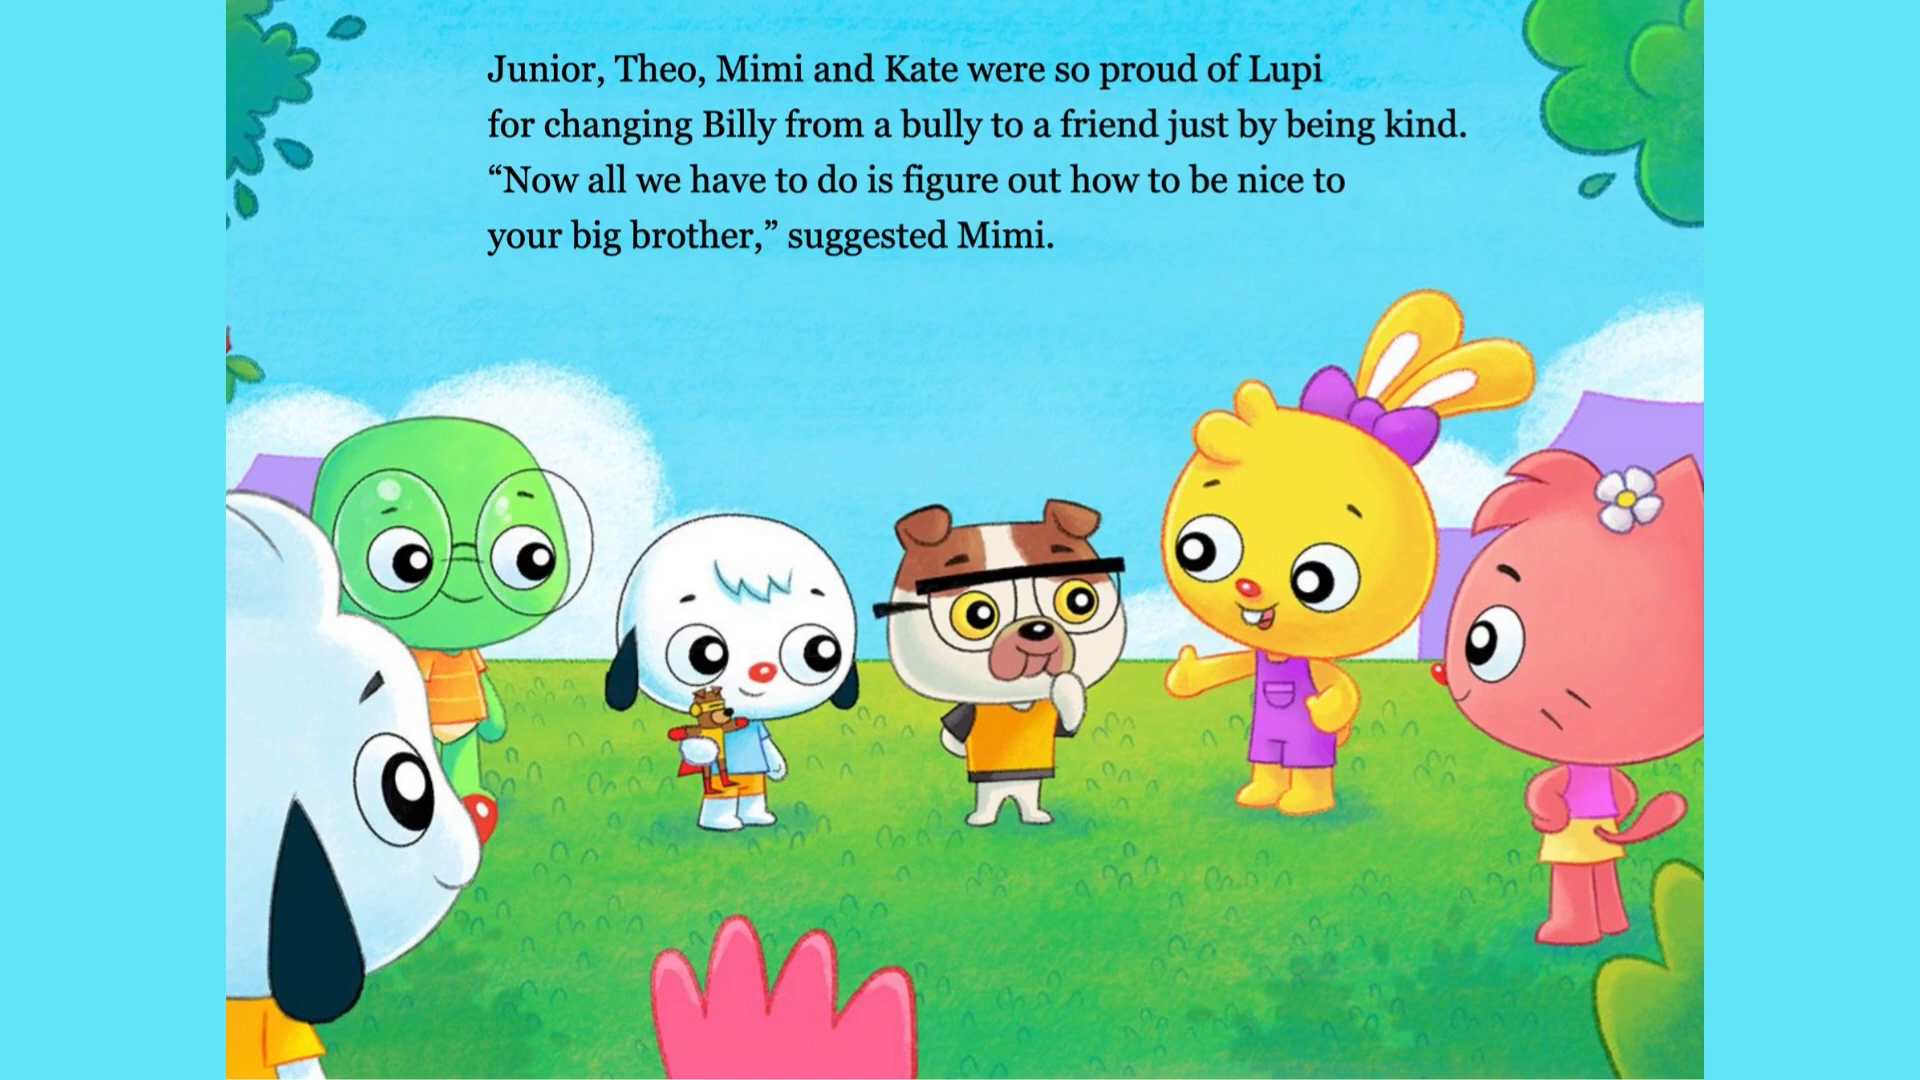 Junior, Theo, Mimi and Kate were so proud of Lupi
for changing Billy from a bully to a friend just by being kind.
“Now all we have to do is figure out how to be nice to
your big brother,” suggested Mimi.